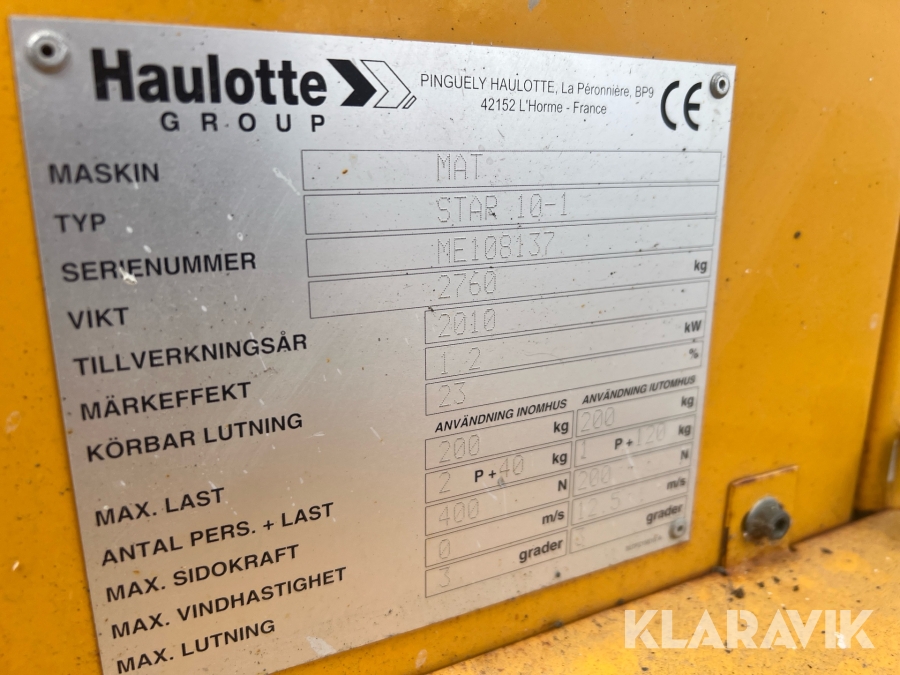 Haulotte
GROUP
PINGUELY HAULOTTE, La Péronnière, BP9
42152 L'Horme - France
CE
MASKIN MAT
TYP STAR 10-1
SERIENUMMER ME108137
VIKT 2760 kg
TILLVERKNINGSÅR 2010
MÄRKEFFEKT 1 2 kW
KÖRBAR LUTNING 23 %
ANVÄNDNING INOMHUS ANVÄNDNING IUTOMHUS
MAX. LAST 200 kg 200 kg
ANTAL PERS. + LAST 2 P + 40 kg 1 P + 120 kg
MAX. SIDOKRAFT 400 N 200 N
MAX. VINDHASTIGHET 0 m/s 12.5 m/s
MAX. LUTNING 3 grader grader
KLARAVIK